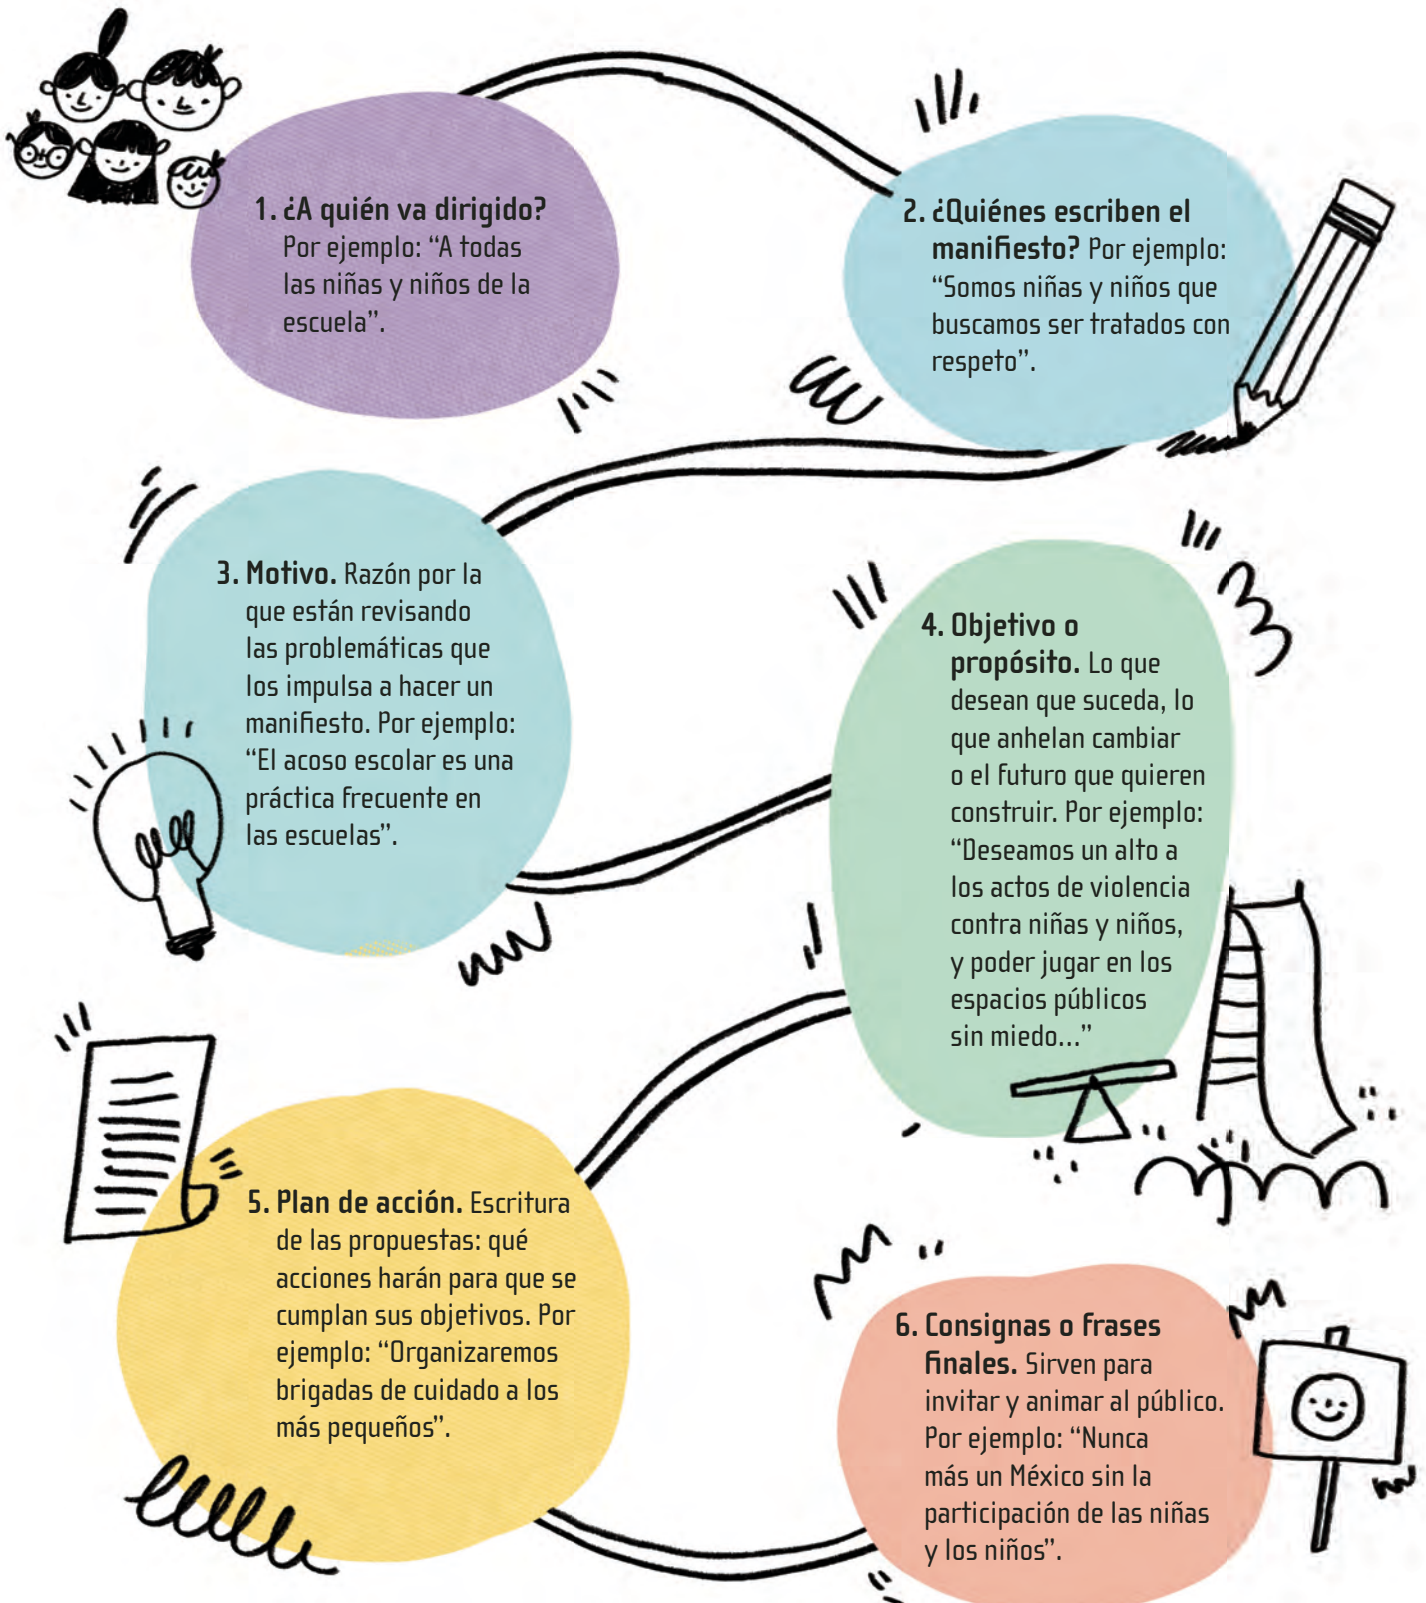 1. ¿A quién va dirigido?
Por ejemplo: “A todas
las niñas y niños de la
escuela”.
2. ¿Quiénes escriben el
manifiesto? Por ejemplo:
“Somos niñas y niños que
buscamos ser tratados con
respeto”.
3. Motivo. Razón por la
que están revisando
las problemáticas que
los impulsa a hacer un
manifiesto. Por ejemplo:
“El acoso escolar es una
práctica frecuente en
las escuelas”.
4. Objetivo o
propósito. Lo que
desean que suceda, lo
que anhelan cambiar
o el futuro que quieren
construir. Por ejemplo:
“Deseamos un alto a
los actos de violencia
contra niñas y niños,
y poder jugar en los
espacios públicos
sin miedo...”
5. Plan de acción. Escritura
de las propuestas: qué
acciones harán para que se
cumplan sus objetivos. Por
ejemplo: “Organizaremos
brigadas de cuidado a los
más pequeños”.
6. Consignas o frases
finales. Sirven para
invitar y animar al público.
Por ejemplo: “Nunca
más un México sin la
participación de las niñas
y los niños”.